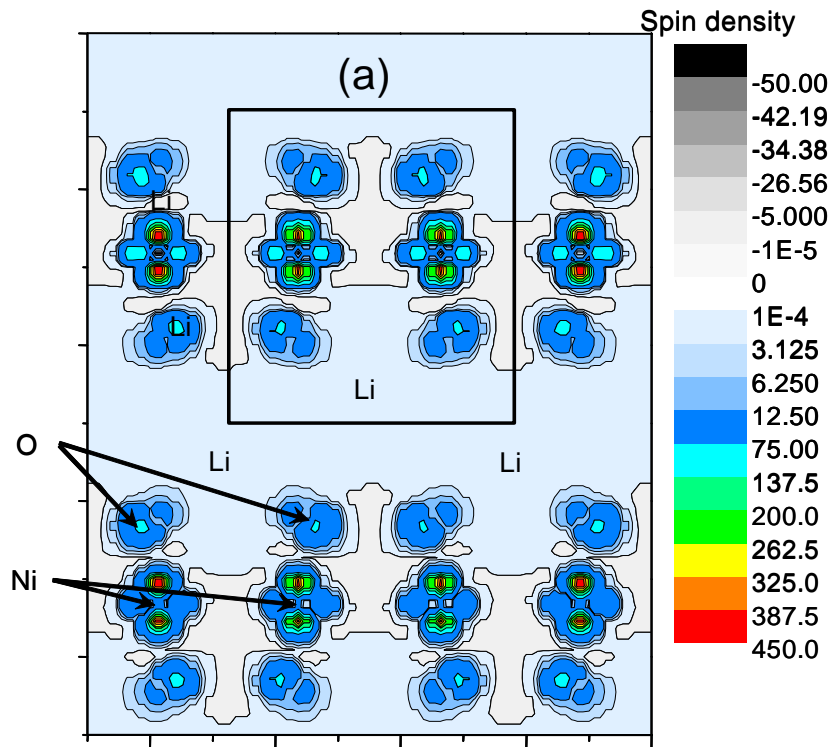 Spin density
(a)
-50.00
-42.19
-34.38
-26.56
-5.000
-1E-5
0
1E-4
3.125
6.250
12.50
75.00
137.5
200.0
262.5
325.0
387.5
450.0
Li
Li
Li
Li
Li
O
Ni